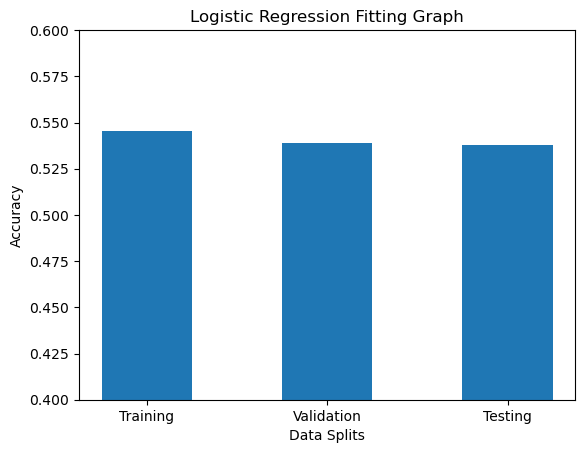 Logistic Regression Fitting Graph
0.600
0.575
0.550
0.525
0.500
0.475
0.450
0.425
0.400
Accuracy
Training Validation Testing
Data Splits